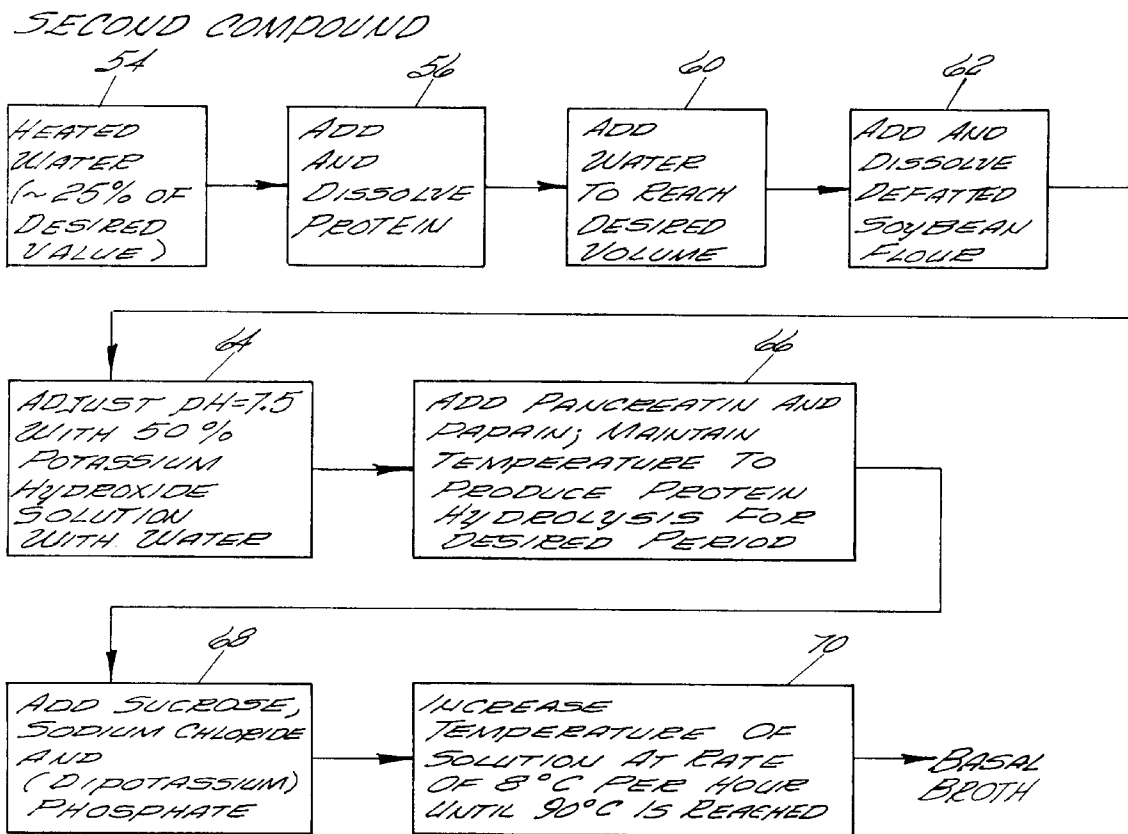 SECOND COMPOUND
54
HEATED
WATER
(~25% OF
DESIRED
VALUE)
56
ADD
AND
DISSOLVE
PROTEIN
60
ADD
WATER
TO REACH
DESIRED
VOLUME
62
ADD AND
DISSOLVE
DEFATTED
SOYBEAN
FLOUR
64
ADJUST pH=7.5
WITH 50%
POTASSIUM
HYDROXIDE
SOLUTION
WITH WATER
66
ADD PANCREATIN AND
PAPAIN; MAINTAIN
TEMPERATURE TO
PRODUCE PROTEIN
HYDROLYSIS FOR
DESIRED PERIOD
68
ADD SUCROSE,
SODIUM CHLORIDE
AND
(DIPOTASSIUM)
PHOSPHATE
70
INCREASE
TEMPERATURE OF
SOLUTION AT RATE
OF 8°C PER HOUR
UNTIL 90°C IS REACHED
BASAL
BROTH